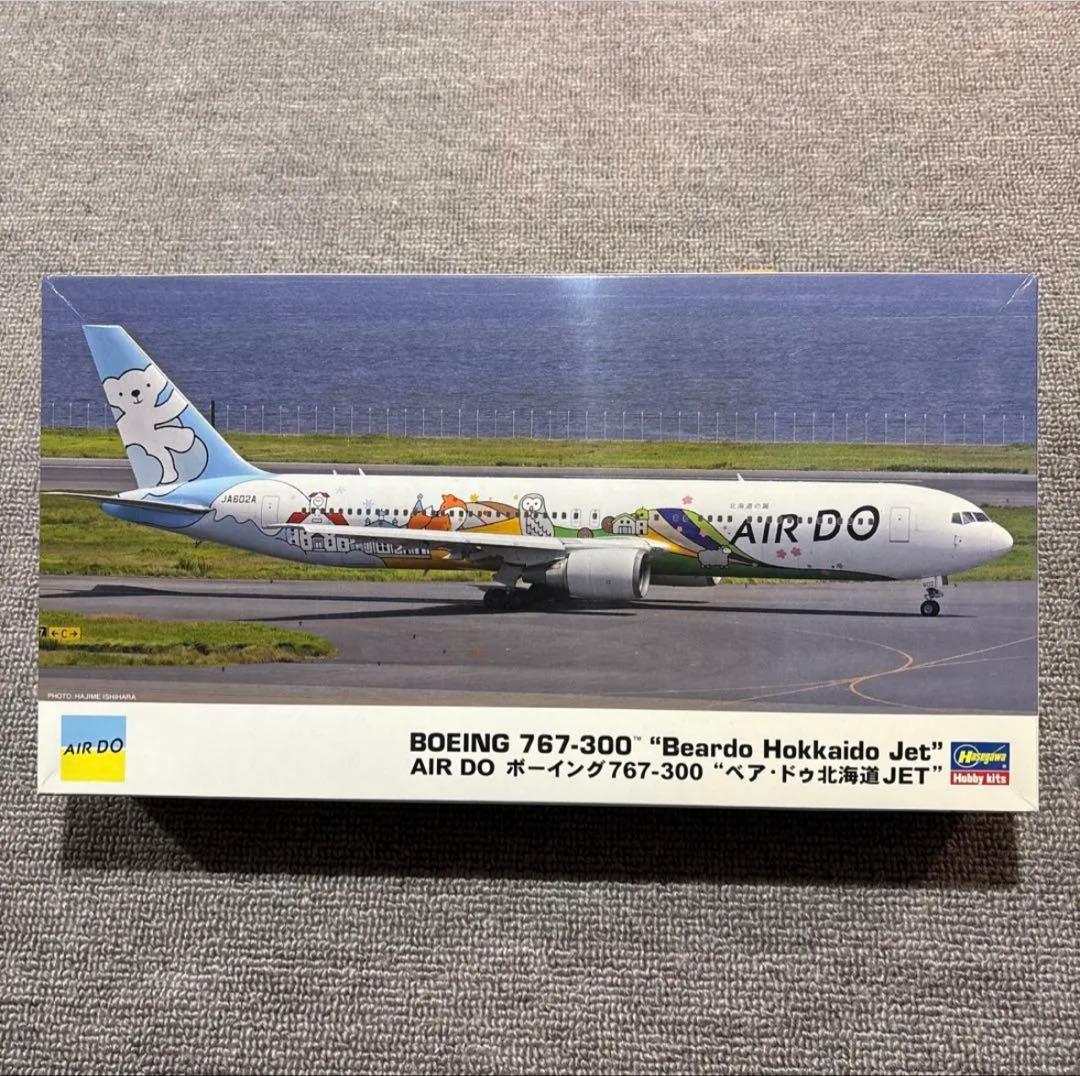 JA602A
北海道の翼
AIR DO
← C →
PHOTO: HAJIME ISHIHARA
AIR DO
BOEING 767-300™ “Beardo Hokkaido Jet”
AIR DO ボーイング767-300 “ベア・ドゥ北海道JET”
Hasegawa
Hobby kits